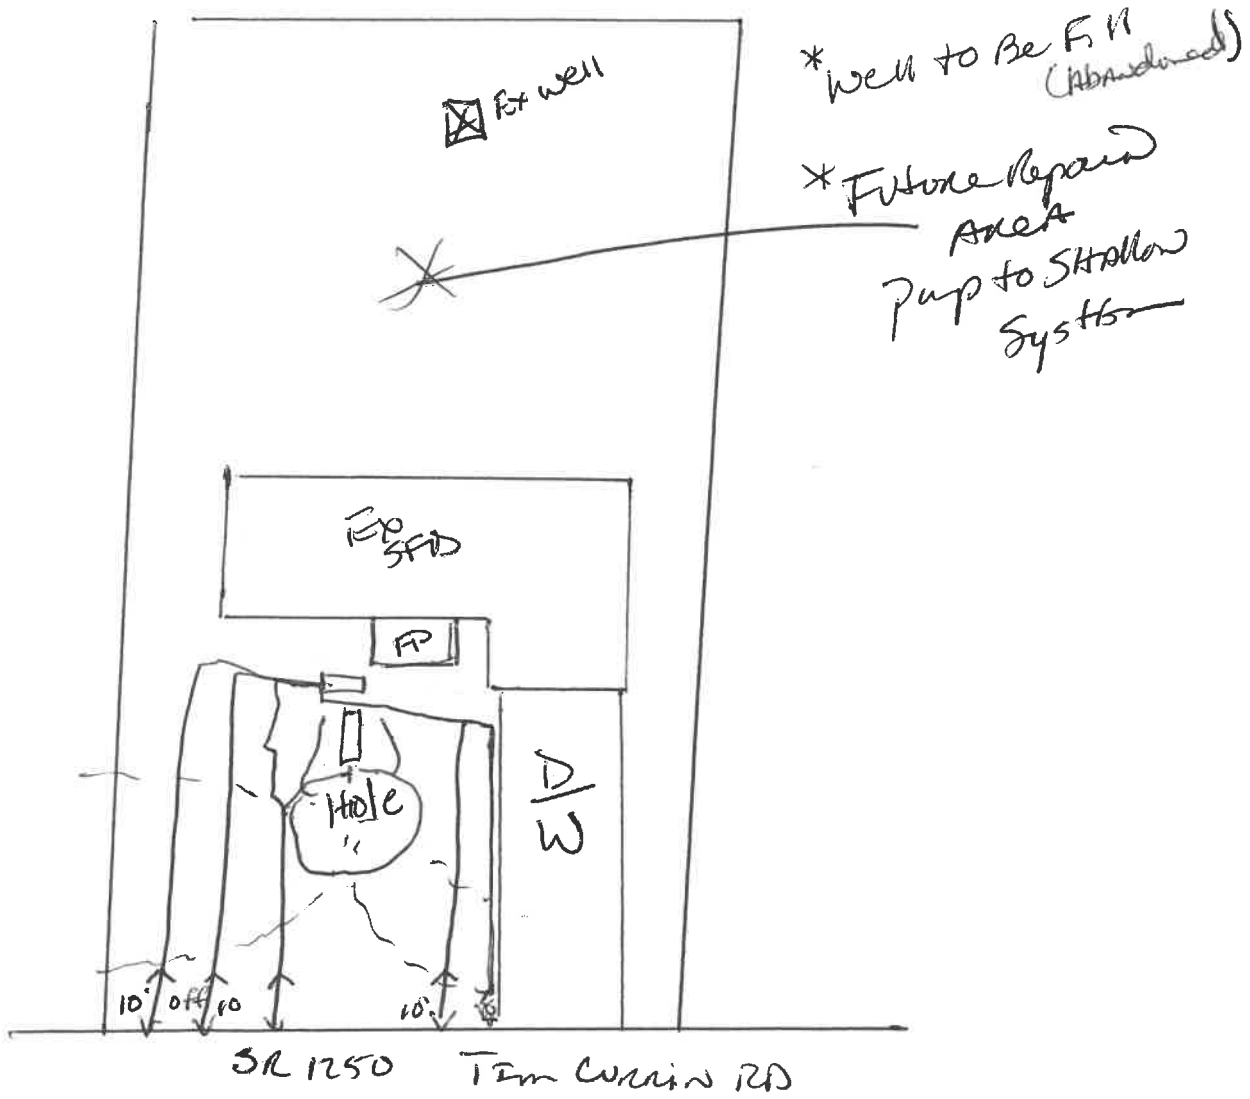 * Well to Be Fill
(Abandoned)
Ex well
* Future Repair
Area
Pump to SHAllow
System
Ex
SFD
FP
Hole
D/W
10' off 10
10'
SR 1250 Tim Currin RD